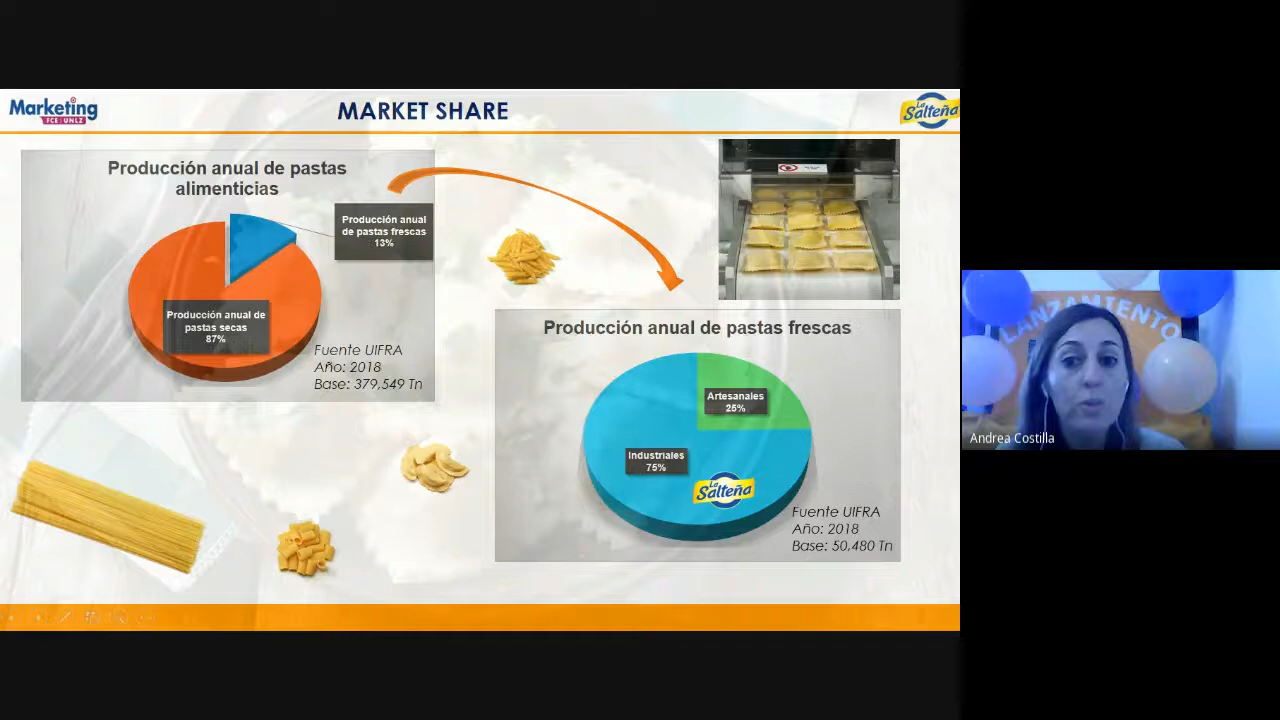 Marketing
FCE | UNLZ
MARKET SHARE
La
Salteña
Producción anual de pastas
alimenticias
Producción anual
de pastas frescas
13%
Producción anual de
pastas secas
87%
Fuente UIFRA
Año: 2018
Base: 379,549 Tn
Producción anual de pastas frescas
Artesanales
25%
Industriales
75%
La
Salteña
Fuente UIFRA
Año: 2018
Base: 50,480 Tn
LANZAMIENTO
Andrea Costilla